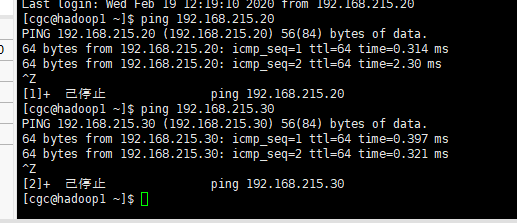 Last login: Wed Feb 19 12:19:10 2020 from 192.168.215.20
[cgc@hadoop1 ~]$ ping 192.168.215.20
PING 192.168.215.20 (192.168.215.20) 56(84) bytes of data.
64 bytes from 192.168.215.20: icmp_seq=1 ttl=64 time=0.314 ms
64 bytes from 192.168.215.20: icmp_seq=2 ttl=64 time=2.30 ms
^Z
[1]+  已停止               ping 192.168.215.20
[cgc@hadoop1 ~]$ ping 192.168.215.30
PING 192.168.215.30 (192.168.215.30) 56(84) bytes of data.
64 bytes from 192.168.215.30: icmp_seq=1 ttl=64 time=0.397 ms
64 bytes from 192.168.215.30: icmp_seq=2 ttl=64 time=0.321 ms
^Z
[2]+  已停止               ping 192.168.215.30
[cgc@hadoop1 ~]$